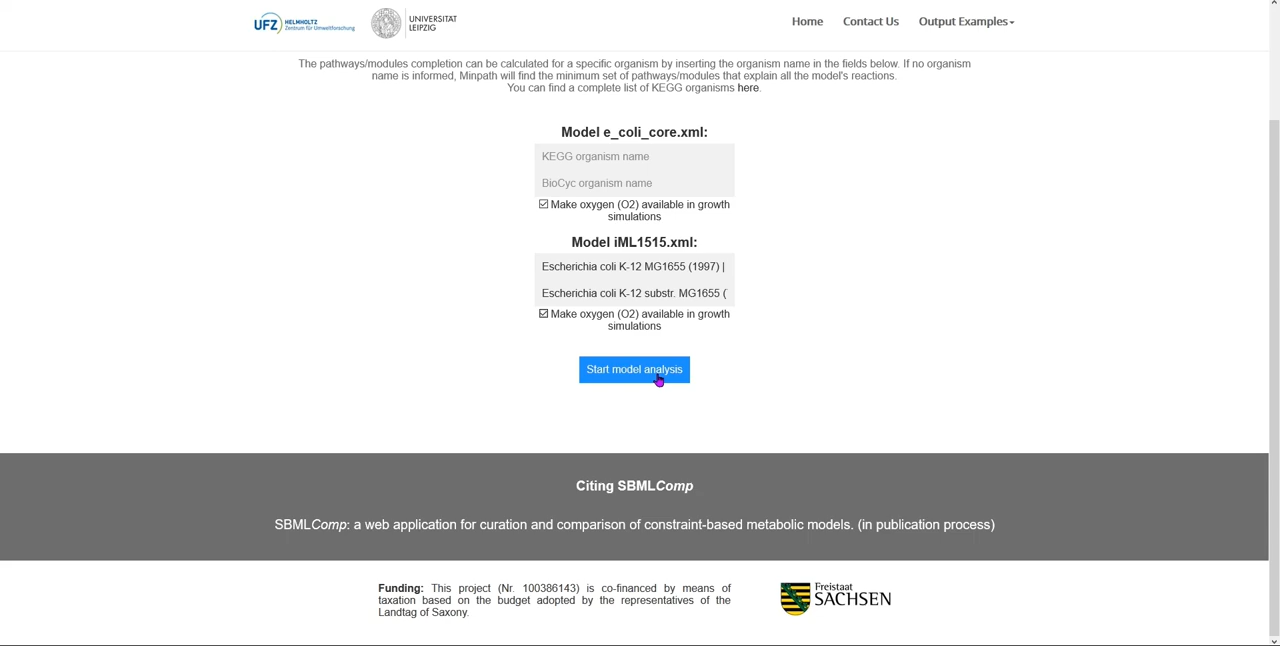 UFZ HELMHOLTZ
Zentrum für Umweltforschung
UNIVERSITÄT
LEIPZIG
Home Contact Us Output Examples
The pathways/modules completion can be calculated for a specific organism by inserting the organism name in the fields below. If no organism
name is informed, Minpath will find the minimum set of pathways/modules that explain all the model's reactions.
You can find a complete list of KEGG organisms here.
Model e_coli_core.xml:
KEGG organism name
BioCyc organism name
Make oxygen (O2) available in growth
simulations
Model iML1515.xml:
Escherichia coli K-12 MG1655 (1997) |
Escherichia coli K-12 substr. MG1655 (
Make oxygen (O2) available in growth
simulations
Start model analysis
Citing SBMLComp
SBMLComp: a web application for curation and comparison of constraint-based metabolic models. (in publication process)
Funding: This project (Nr. 100386143) is co-financed by means of
taxation based on the budget adopted by the representatives of the
Landtag of Saxony.
Freistaat
SACHSEN